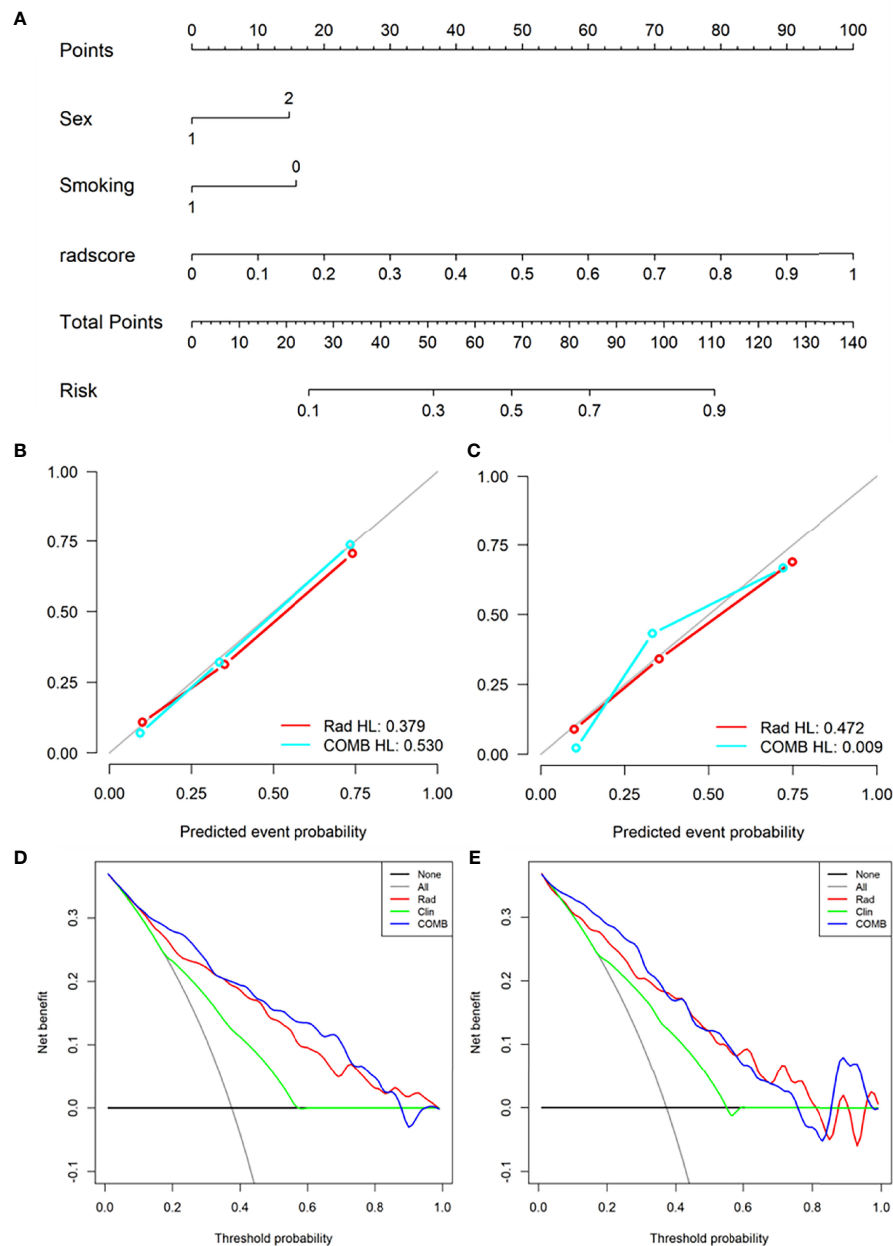 A
Points
0 10 20 30 40 50 60 70 80 90 100
Sex
2
1
Smoking
0
1
radscore
0 0.1 0.2 0.3 0.4 0.5 0.6 0.7 0.8 0.9 1
Total Points
0 10 20 30 40 50 60 70 80 90 100 110 120 130 140
Risk
0.1 0.3 0.5 0.7 0.9
B
1.00
0.75
0.50
0.25
0.00
Rad HL: 0.379
COMB HL: 0.530
0.00 0.25 0.50 0.75 1.00
Predicted event probability
C
1.00
0.75
0.50
0.25
0.00
Rad HL: 0.472
COMB HL: 0.009
0.00 0.25 0.50 0.75 1.00
Predicted event probability
D
Net benefit
0.3
0.2
0.1
0.0
-0.1
None
All
Rad
Clin
COMB
0.0 0.2 0.4 0.6 0.8 1.0
Threshold probability
E
Net benefit
0.3
0.2
0.1
0.0
-0.1
None
All
Rad
Clin
COMB
0.0 0.2 0.4 0.6 0.8 1.0
Threshold probability